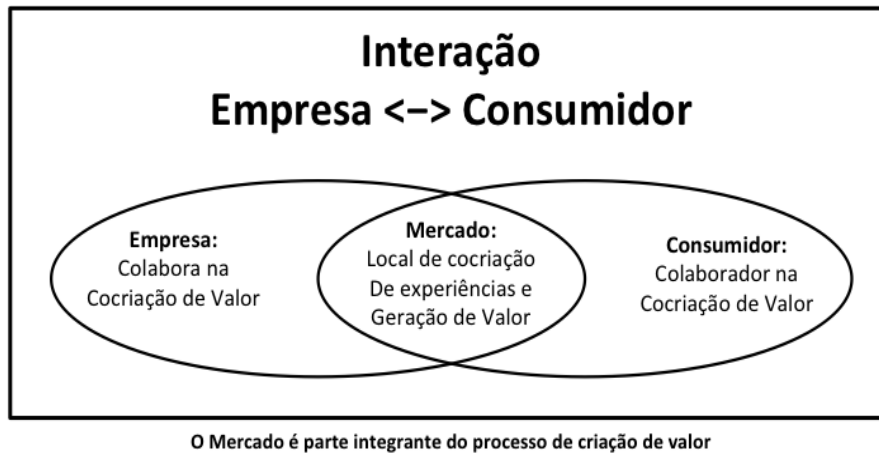 Interação
Empresa <-> Consumidor
Empresa:
Colabora na
Cocriação de Valor
Mercado:
Local de cocriação
De experiências e
Geração de Valor
Consumidor:
Colaborador na
Cocriação de Valor
O Mercado é parte integrante do processo de criação de valor